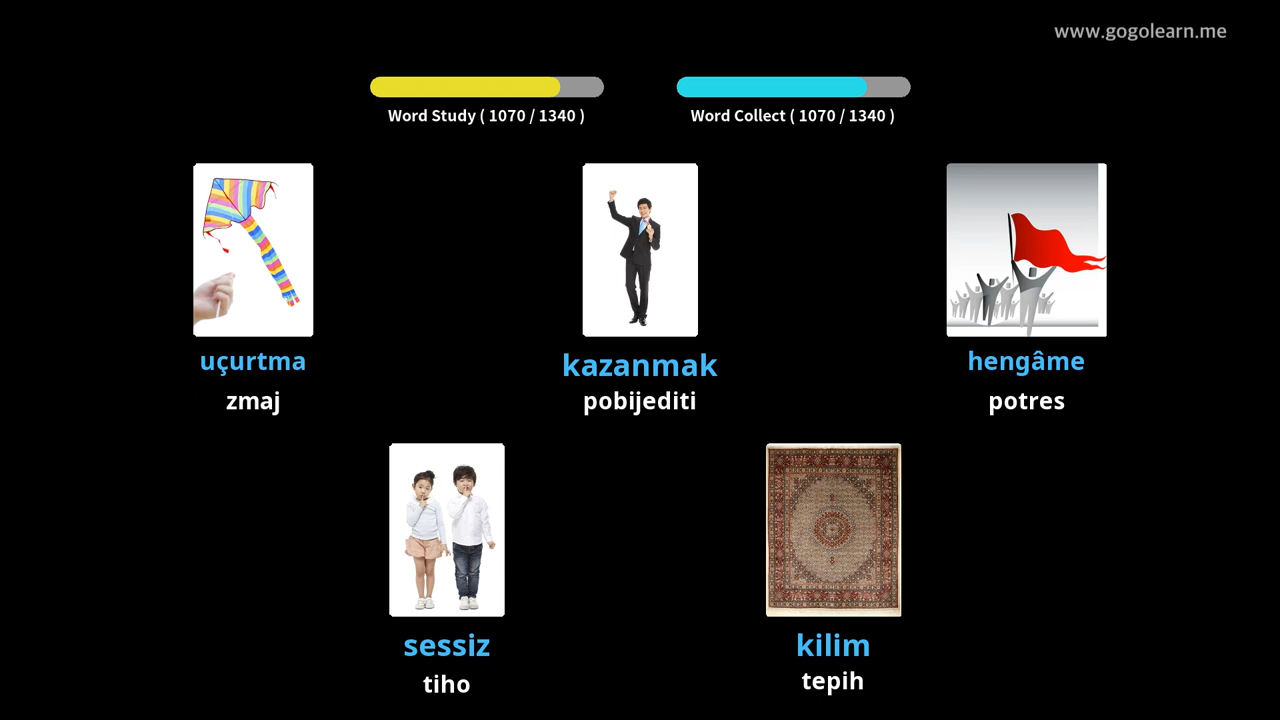 www.gogolearn.me
Word Study ( 1070 / 1340 )
Word Collect ( 1070 / 1340 )
uçurtma
zmaj
kazanmak
pobijediti
hengâme
potres
sessiz
tiho
kilim
tepih